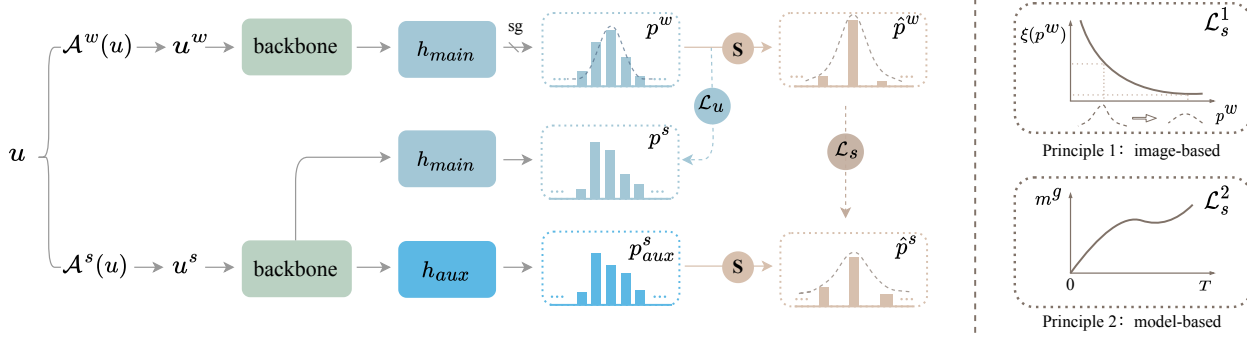 u
𝒜^w(u)
u^w
backbone
h_main
sg
p^w
S
p̂^w
ℒ_u
h_main
p^s
ℒ_s
𝒜^s(u)
u^s
backbone
h_aux
p^s_aux
S
p̂^s
ξ(p^w)
ℒ^1_s
p^w
Principle 1: image-based
m^g
ℒ^2_s
0
T
Principle 2: model-based